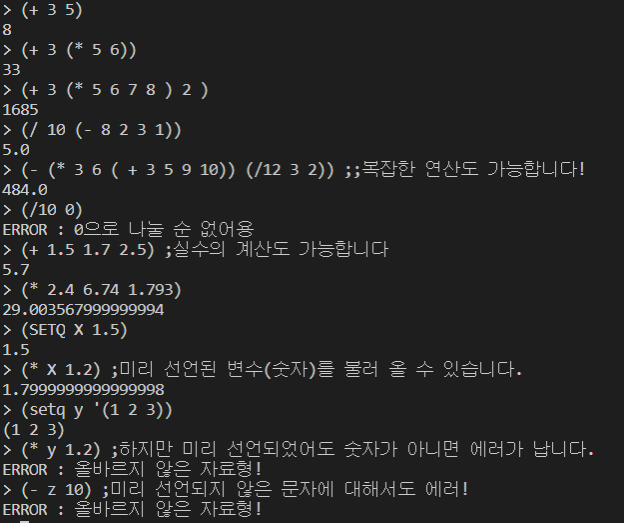 > (+ 3 5)
8
> (+ 3 (* 5 6))
33
> (+ 3 (* 5 6 7 8 ) 2 )
1685
> (/ 10 (- 8 2 3 1))
5.0
> (- (* 3 6 ( + 3 5 9 10)) (/12 3 2)) ;;복잡한 연산도 가능합니다!
484.0
> (/10 0)
ERROR : 0으로 나눌 순 없어용
> (+ 1.5 1.7 2.5) ;실수의 계산도 가능합니다
5.7
> (* 2.4 6.74 1.793)
29.003567999999994
> (SETQ X 1.5)
1.5
> (* X 1.2) ;미리 선언된 변수(숫자)를 불러 올 수 있습니다.
1.7999999999999998
> (setq y '(1 2 3))
(1 2 3)
> (* y 1.2) ;하지만 미리 선언되었어도 숫자가 아니면 에러가 납니다.
ERROR : 올바르지 않은 자료형!
> (- z 10) ;미리 선언되지 않은 문자에 대해서도 에러!
ERROR : 올바르지 않은 자료형!